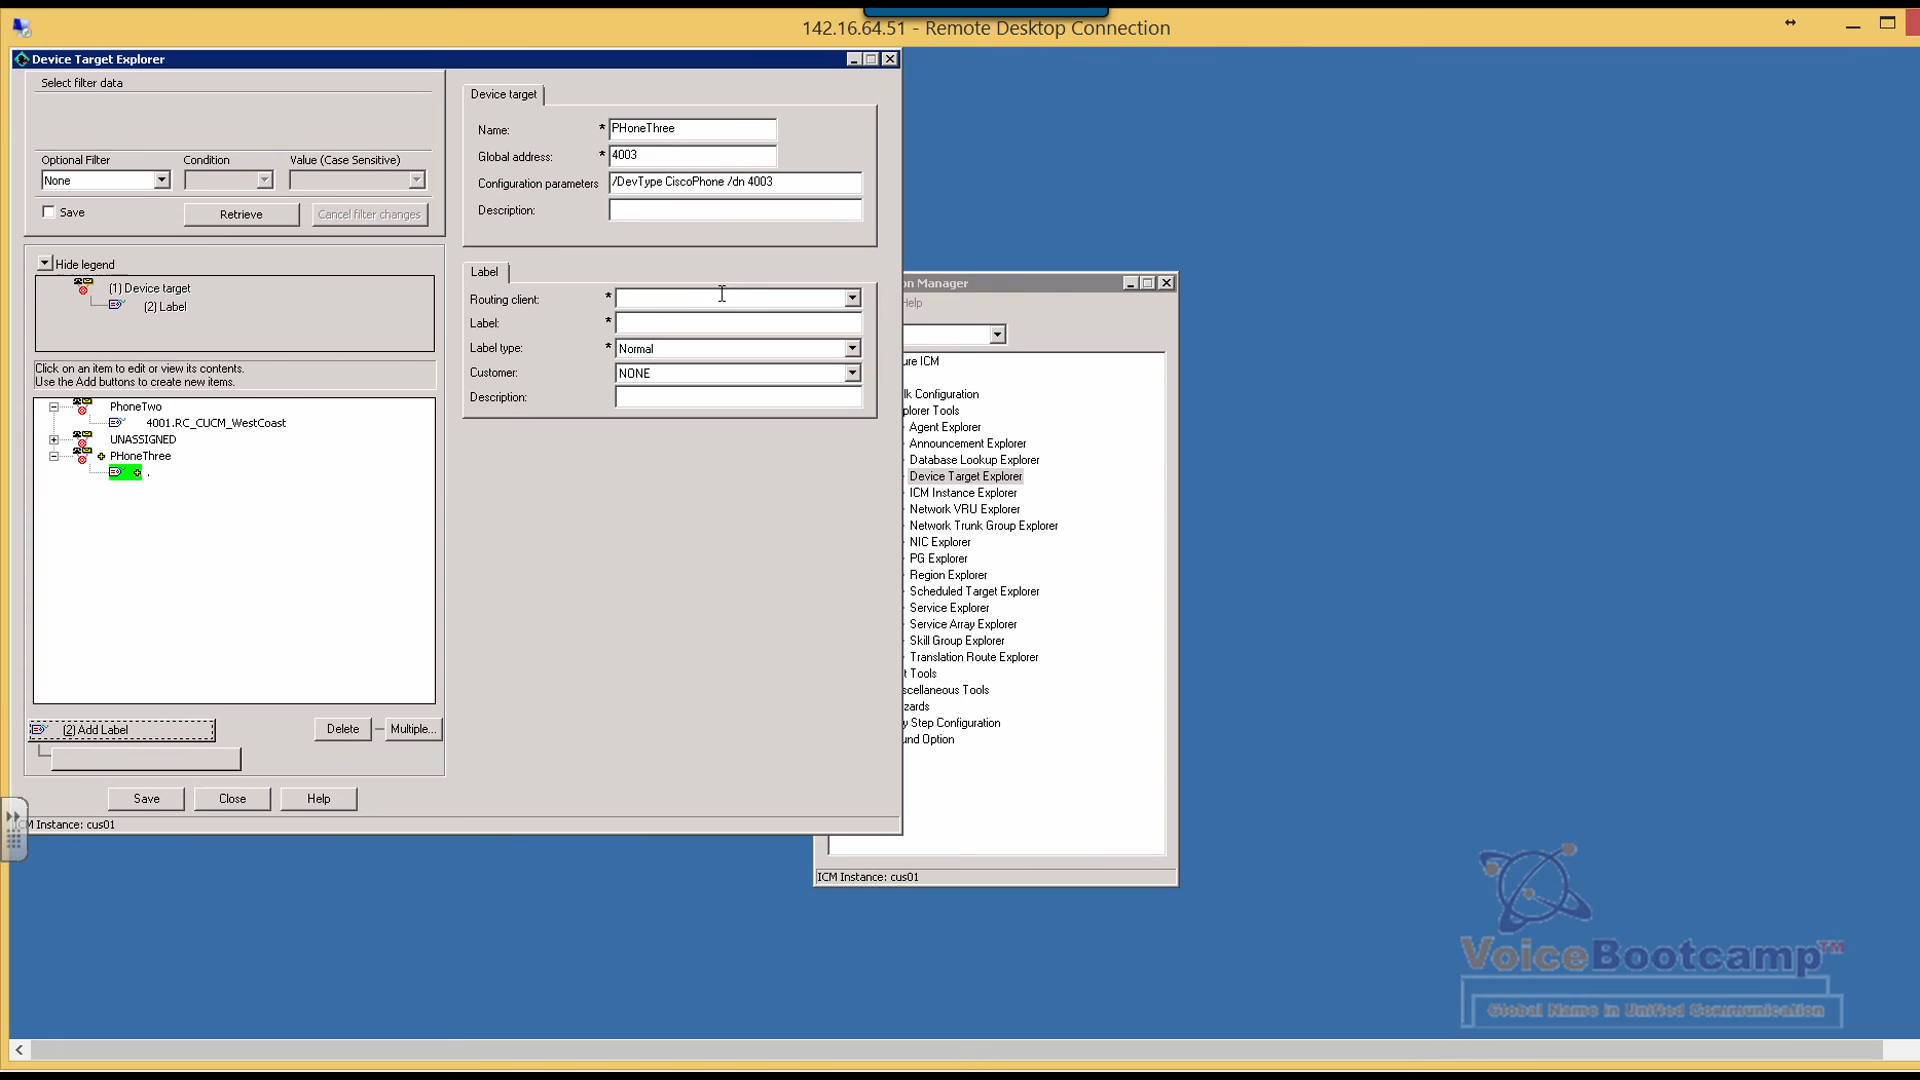 142.16.64.51 - Remote Desktop Connection
Device Target Explorer
Select filter data
Optional Filter Condition Value (Case Sensitive)
None
Save Retrieve Cancel filter changes
Hide legend
(1) Device target
(2) Label
Click on an item to edit or view its contents.
Use the Add buttons to create new items.
PhoneTwo
4001.RC_CUCM_WestCoast
UNASSIGNED
PHoneThree
.
(2) Add Label Delete Multiple...
Save Close Help
ICM Instance: cus01
Device target
Name: * PHoneThree
Global address: * 4003
Configuration parameters /DevType CiscoPhone /dn 4003
Description:
Label
Routing client: *
Label: *
Label type: * Normal
Customer: NONE
Description:
on Manager
Help
ure ICM
lk Configuration
plorer Tools
Agent Explorer
Announcement Explorer
Database Lookup Explorer
Device Target Explorer
ICM Instance Explorer
Network VRU Explorer
Network Trunk Group Explorer
NIC Explorer
PG Explorer
Region Explorer
Scheduled Target Explorer
Service Explorer
Service Array Explorer
Skill Group Explorer
Translation Route Explorer
t Tools
scellaneous Tools
zards
y Step Configuration
und Option
ICM Instance: cus01
VoiceBootcamp™
Global Name in Unified Communication